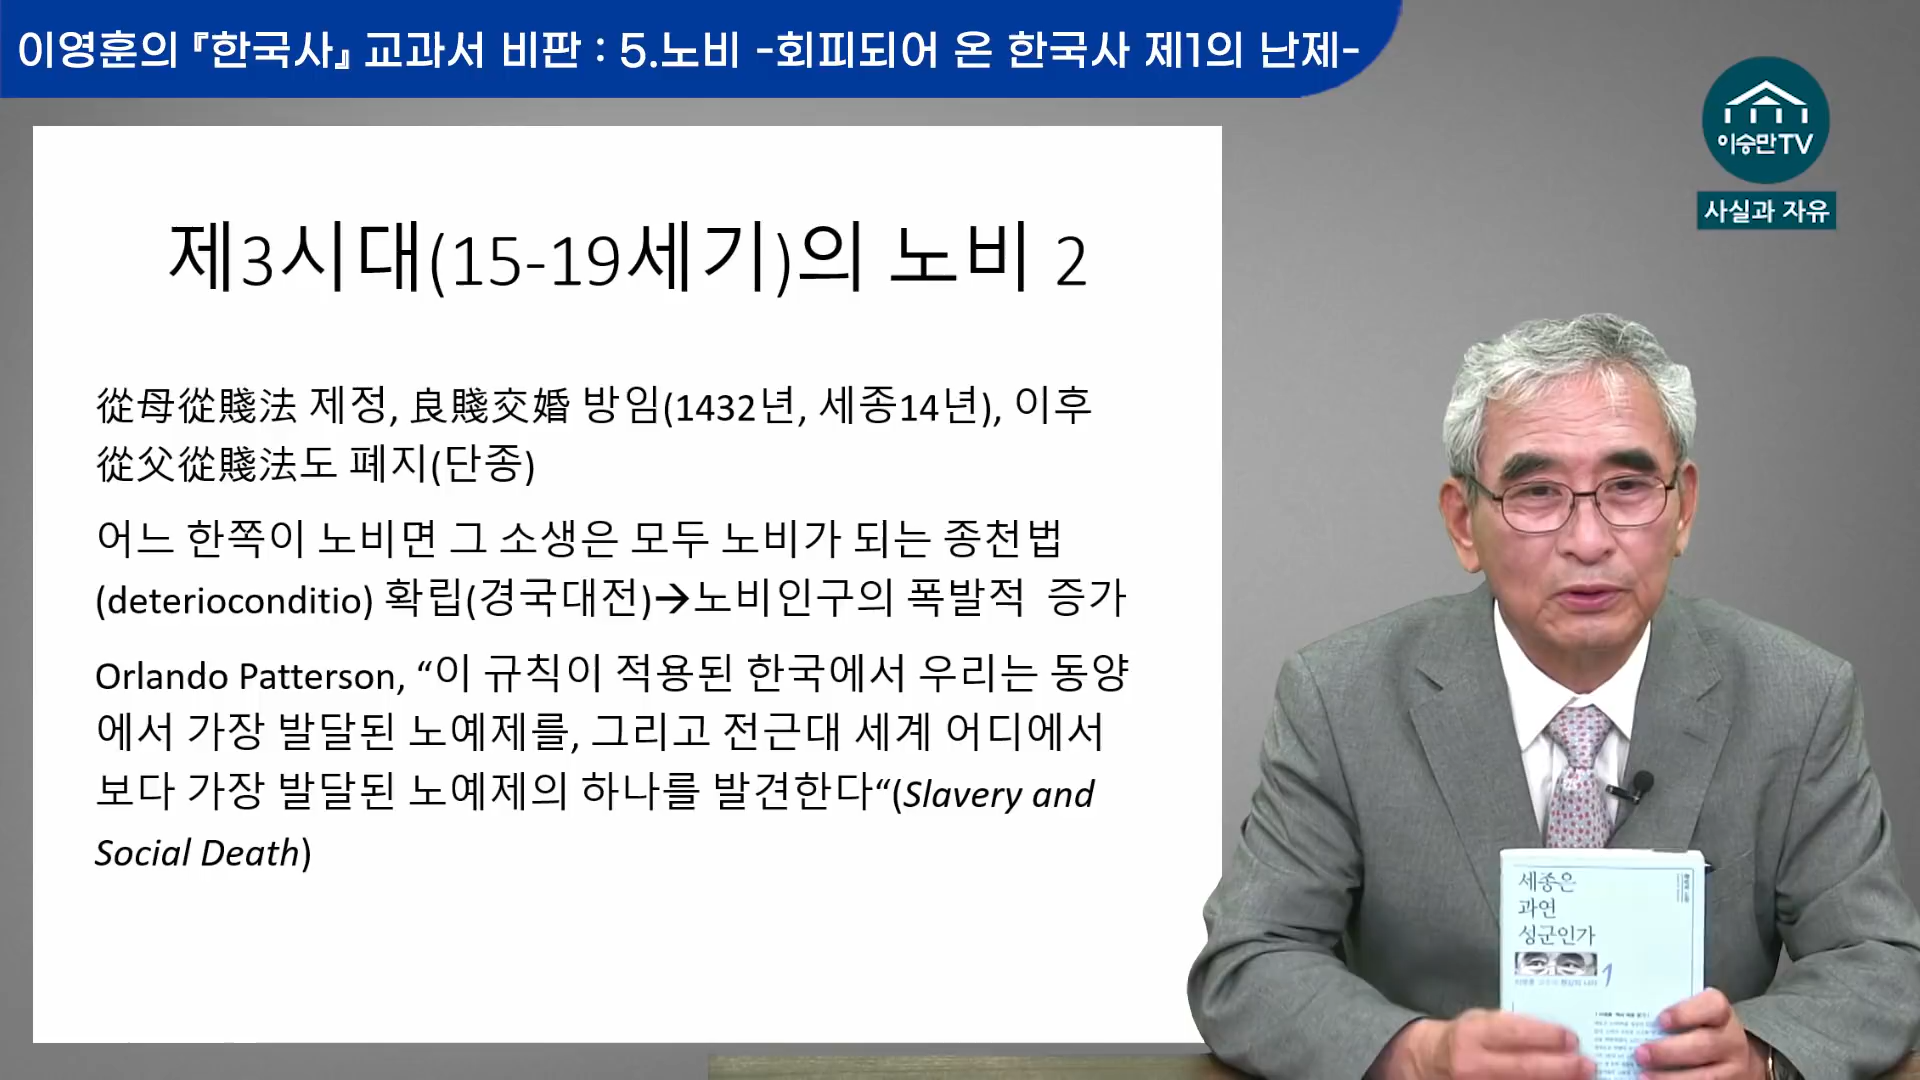 이영훈의 『한국사』 교과서 비판 : 5.노비 -회피되어 온 한국사 제1의 난제-
이승만TV
사실과 자유
제3시대(15-19세기)의 노비 2
從母從賤法 제정, 良賤交婚 방임(1432년, 세종14년), 이후
從父從賤法도 폐지(단종)
어느 한쪽이 노비면 그 소생은 모두 노비가 되는 종천법
(deterioconditio) 확립(경국대전)→노비인구의 폭발적 증가
Orlando Patterson, “이 규칙이 적용된 한국에서 우리는 동양
에서 가장 발달된 노예제를, 그리고 전근대 세계 어디에서
보다 가장 발달된 노예제의 하나를 발견한다“(Slavery and
Social Death)
세종은
과연
성군인가
1